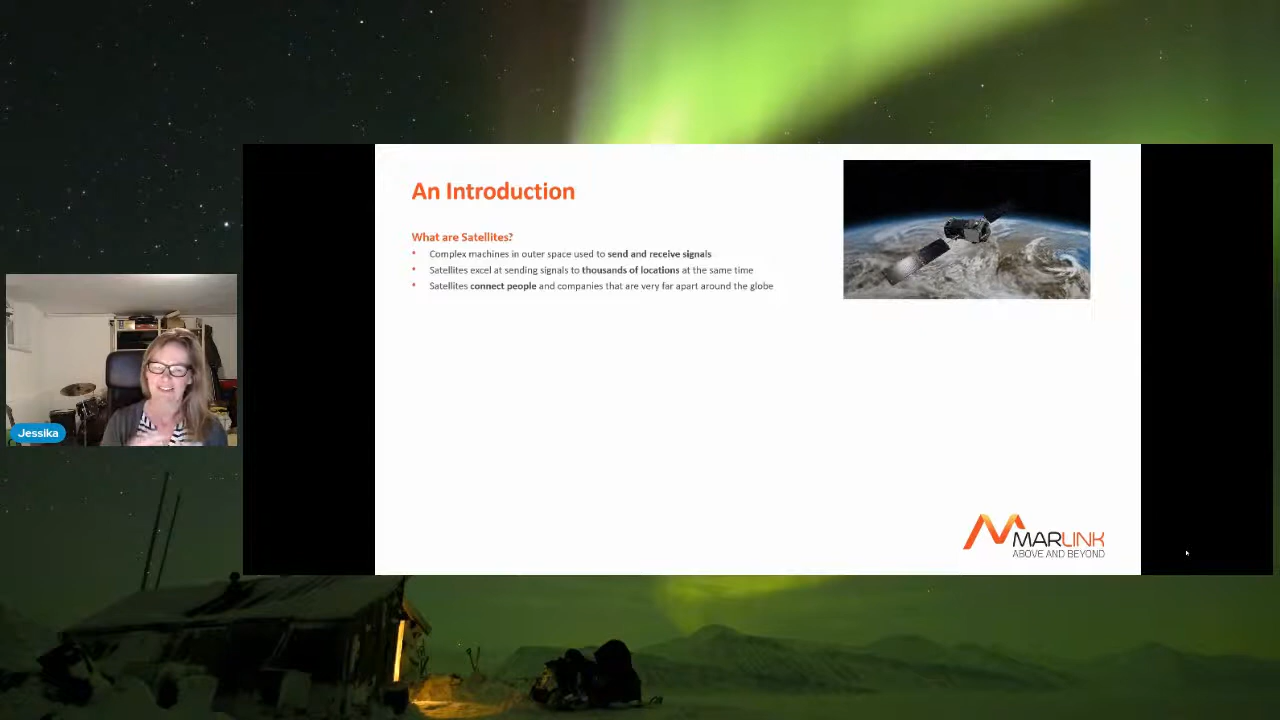 An Introduction
What are Satellites?
• Complex machines in outer space used to send and receive signals
• Satellites excel at sending signals to thousands of locations at the same time
• Satellites connect people and companies that are very far apart around the globe
Jessika
MARLINK
ABOVE AND BEYOND